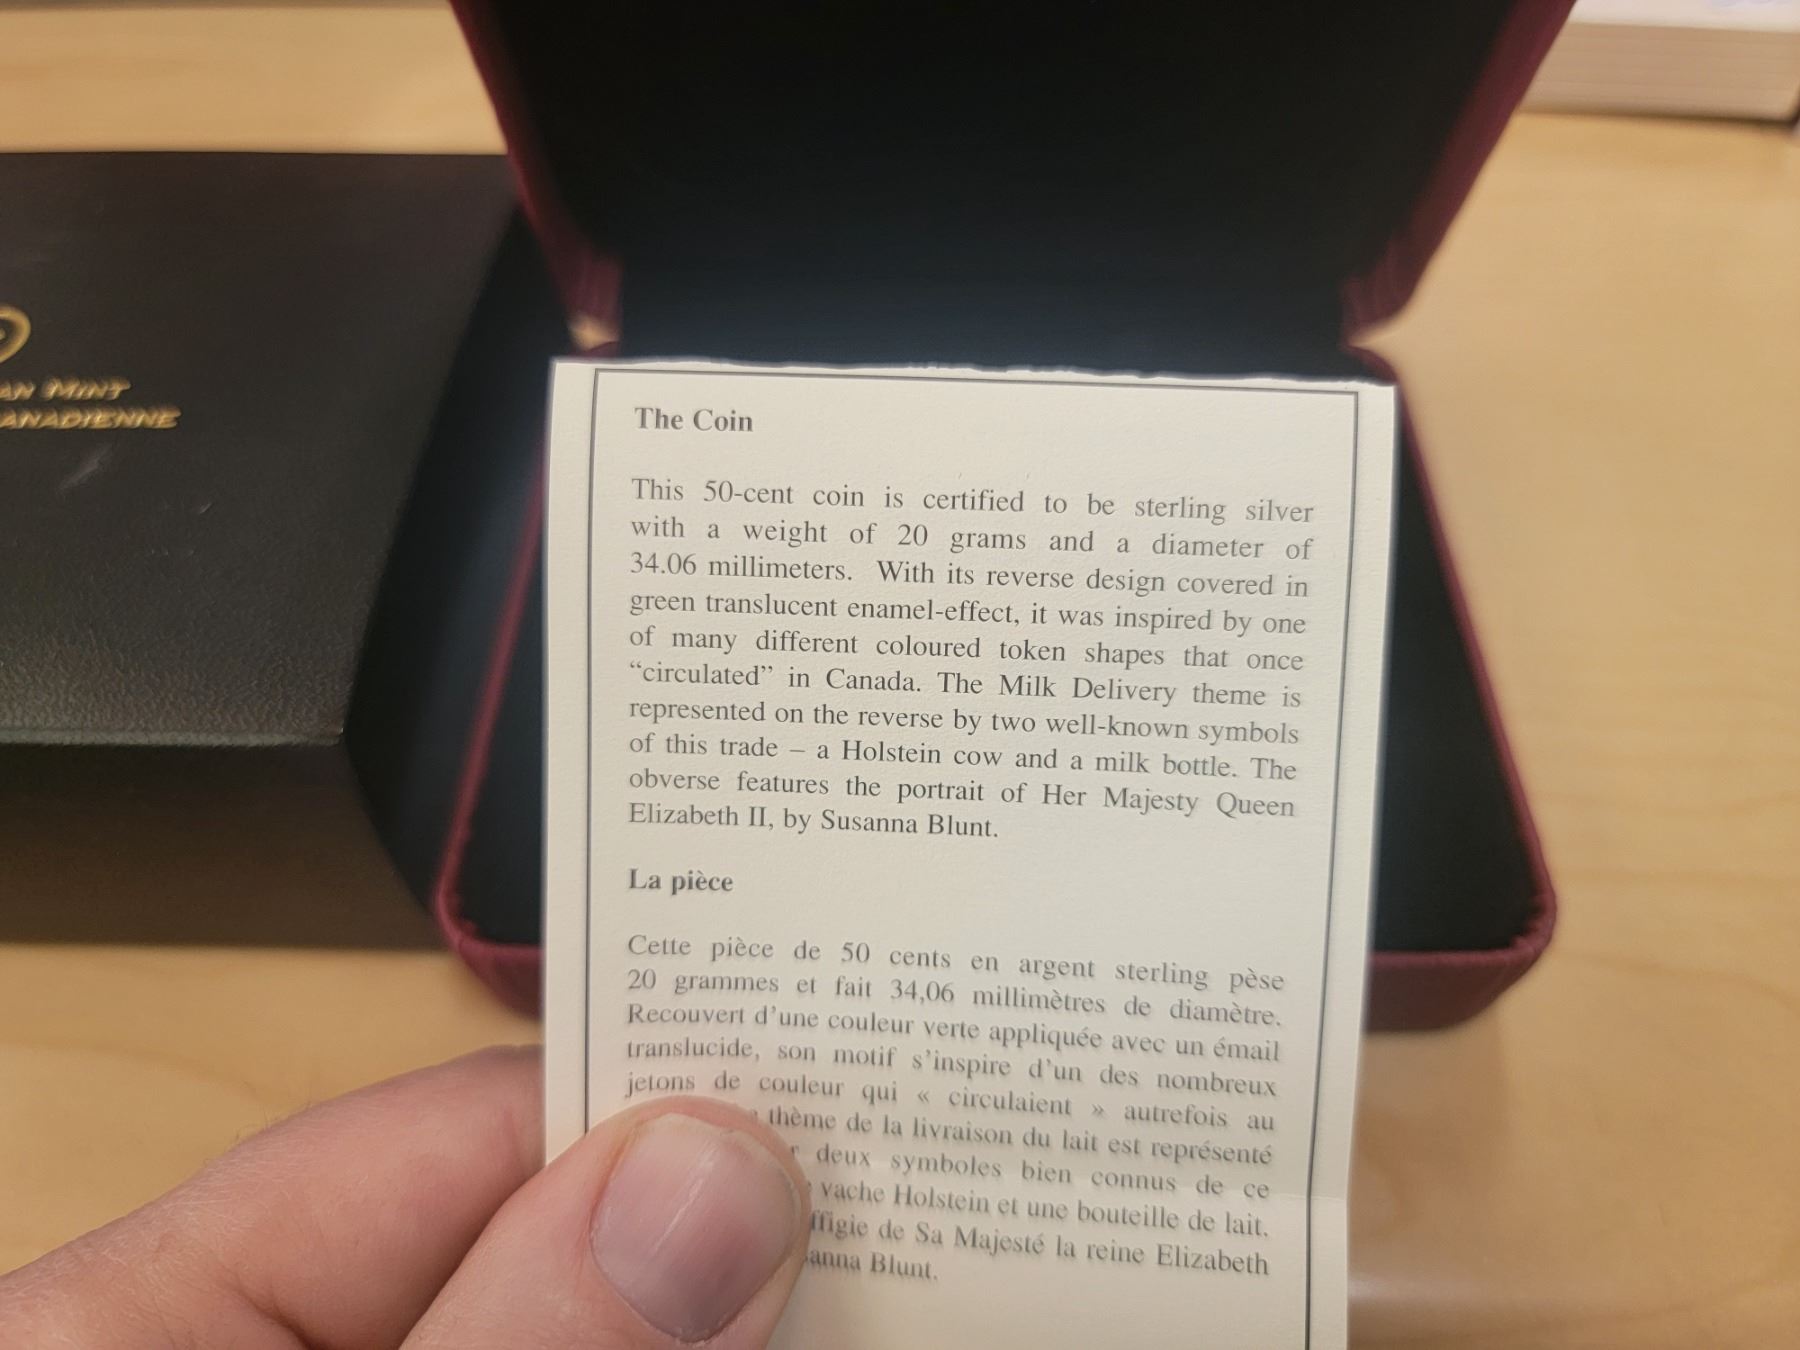 AN MINT
ANADIENNE
The Coin
This 50-cent coin is certified to be sterling silver
with a weight of 20 grams and a diameter of
34.06 millimeters. With its reverse design covered in
green translucent enamel-effect, it was inspired by one
of many different coloured token shapes that once
“circulated” in Canada. The Milk Delivery theme is
represented on the reverse by two well-known symbols
of this trade – a Holstein cow and a milk bottle. The
obverse features the portrait of Her Majesty Queen
Elizabeth II, by Susanna Blunt.
La pièce
Cette pièce de 50 cents en argent sterling pèse
20 grammes et fait 34,06 millimètres de diamètre.
Recouvert d’une couleur verte appliquée avec un émail
translucide, son motif s’inspire d’un des nombreux
jetons de couleur qui « circulaient » autrefois au
thème de la livraison du lait est représenté
deux symboles bien connus de ce
vache Holstein et une bouteille de lait.
ffigie de Sa Majesté la reine Elizabeth
anna Blunt.